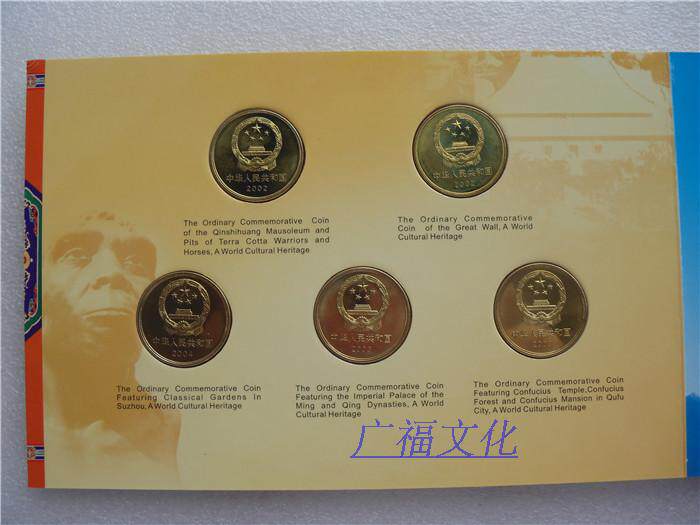 中华人民共和国
2002
中华人民共和国
2002
The Ordinary Commemorative Coin
of the Qinshihuang Mausoleum and
Pits of Terra Cotta Warriors and
Horses, A World Cultural Heritage
The Ordinary Commemorative
Coin of the Great Wall, A World
Cultural Heritage
中华人民共和国
2004
中华人民共和国
中华人民共和国
The Ordinary Commemorative Coin
Featuring Classical Gardens In
Suzhou, A World Cultural Heritage
The Ordinary Commemorative Coin
Featuring the Imperial Palace of the
Ming and Qing Dynasties, A World
Cultural Heritage
The Ordinary Commemorative Coin
Featuring Confucius Temple, Confucius
Forest and Confucius Mansion in Qufu
City, A World Cultural Heritage
广福文化